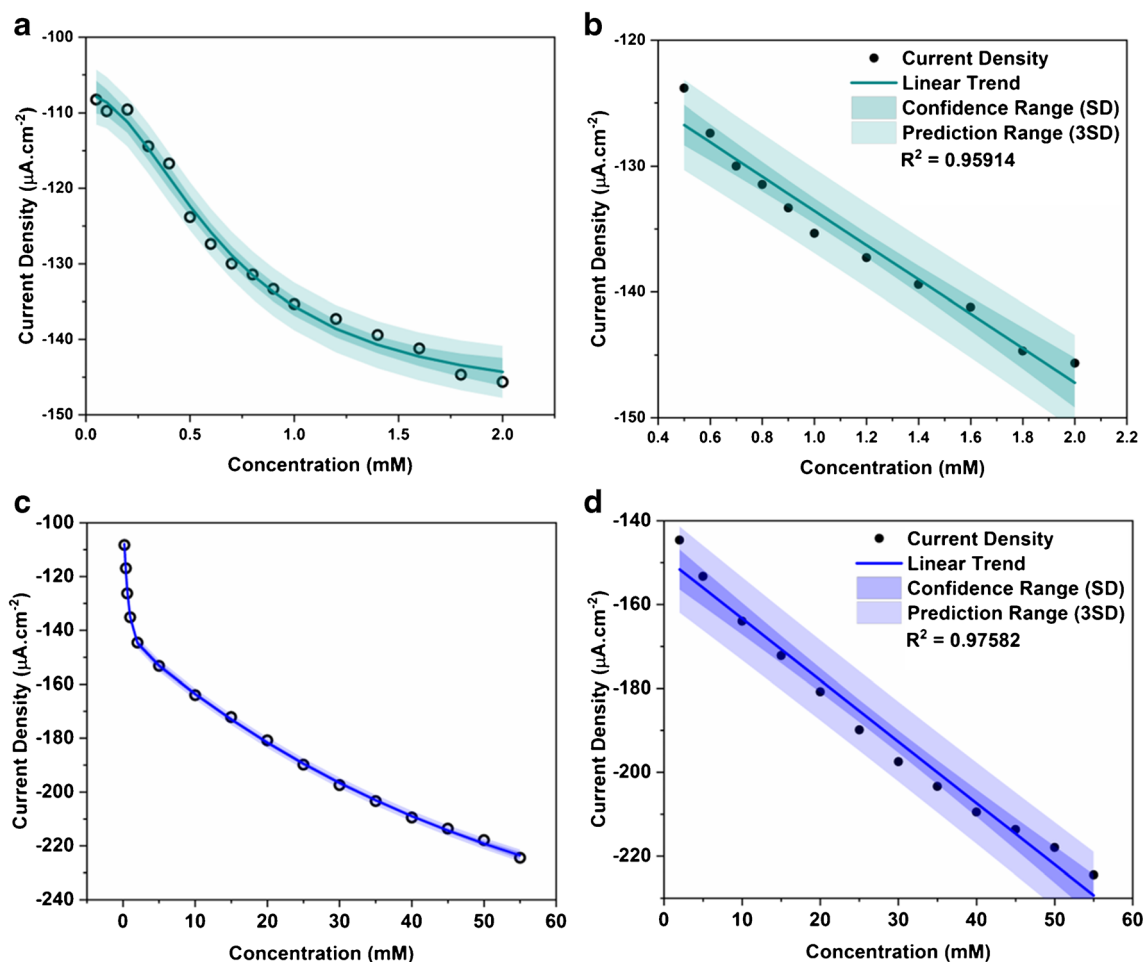 a
-100
-110
-120
-130
-140
-150
0.0 0.5 1.0 1.5 2.0
Concentration (mM)
Current Density (μA.cm-2)
b
-120
-130
-140
-150
0.4 0.6 0.8 1.0 1.2 1.4 1.6 1.8 2.0 2.2
Concentration (mM)
Current Density (μA.cm-2)
Current Density
Linear Trend
Confidence Range (SD)
Prediction Range (3SD)
R2 = 0.95914
c
-100
-120
-140
-160
-180
-200
-220
-240
0 10 20 30 40 50 60
Concentration (mM)
Current Density (μA.cm-2)
d
-140
-160
-180
-200
-220
10 20 30 40 50 60
Concentration (mM)
Current Density (μA.cm-2)
Current Density
Linear Trend
Confidence Range (SD)
Prediction Range (3SD)
R2 = 0.97582